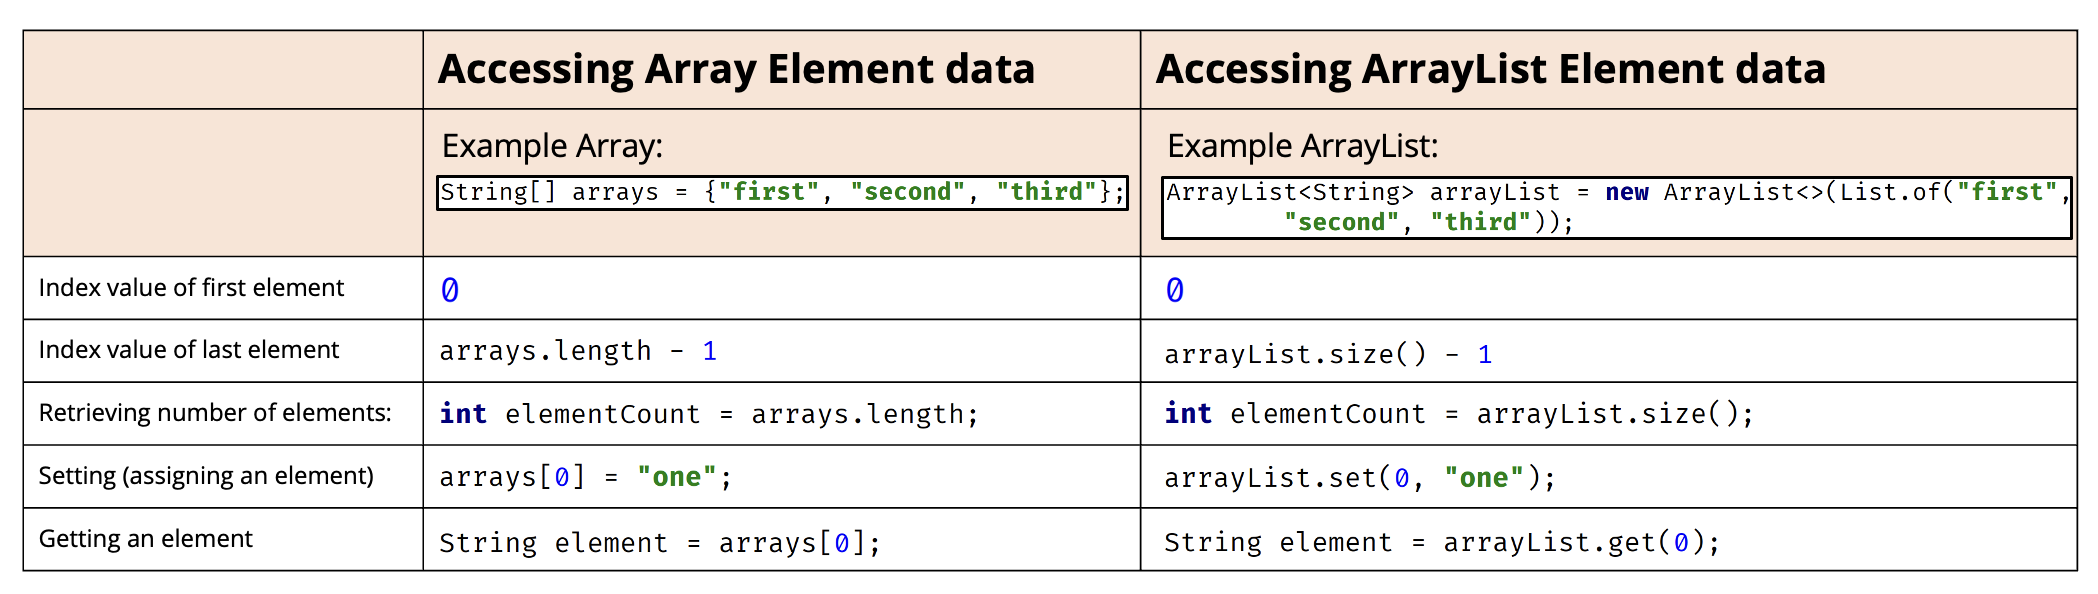 Accessing Array Element data
Accessing ArrayList Element data
Example Array:
String[] arrays = {"first", "second", "third"};
Example ArrayList:
ArrayList<String> arrayList = new ArrayList<>(List.of("first",
"second", "third"));
Index value of first element
0
0
Index value of last element
arrays.length - 1
arrayList.size() - 1
Retrieving number of elements:
int elementCount = arrays.length;
int elementCount = arrayList.size();
Setting (assigning an element)
arrays[0] = "one";
arrayList.set(0, "one");
Getting an element
String element = arrays[0];
String element = arrayList.get(0);